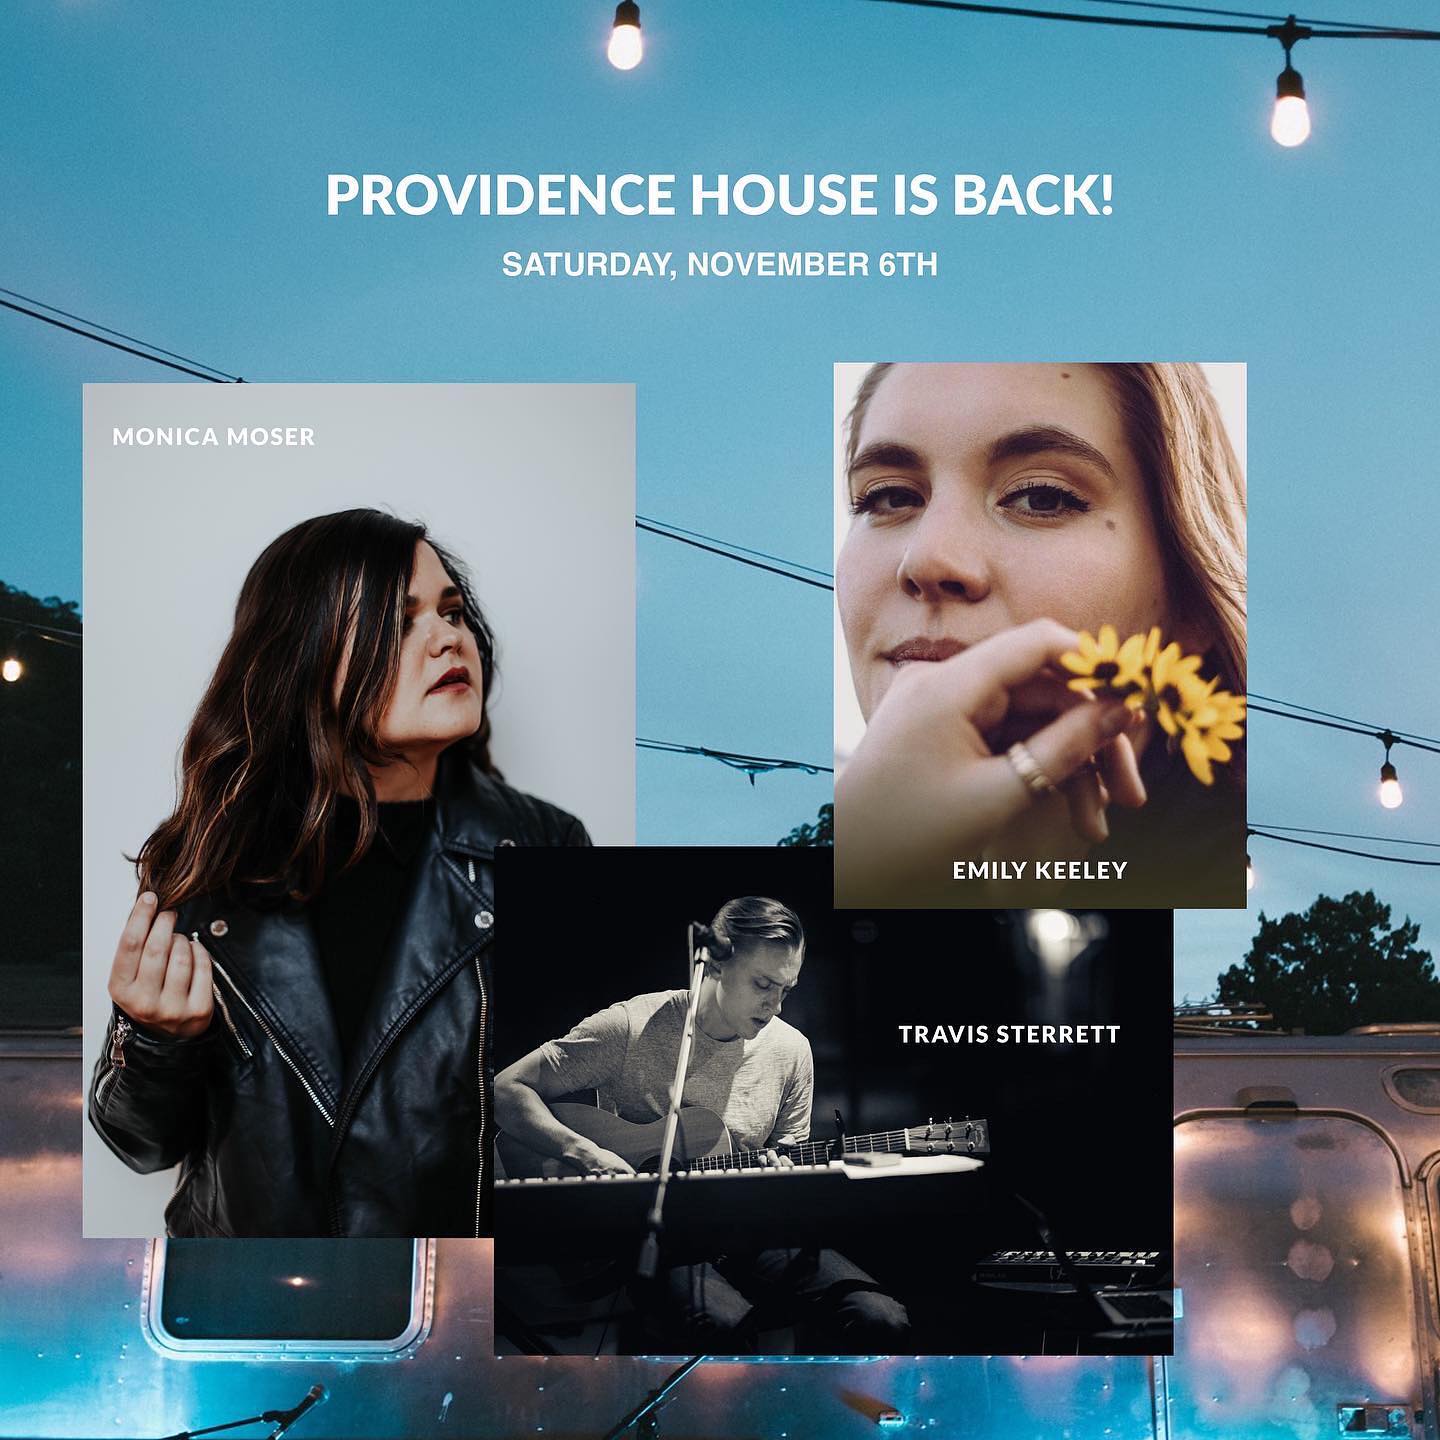 PROVIDENCE HOUSE IS BACK!
SATURDAY, NOVEMBER 6TH
MONICA MOSER
EMILY KEELEY
TRAVIS STERRETT